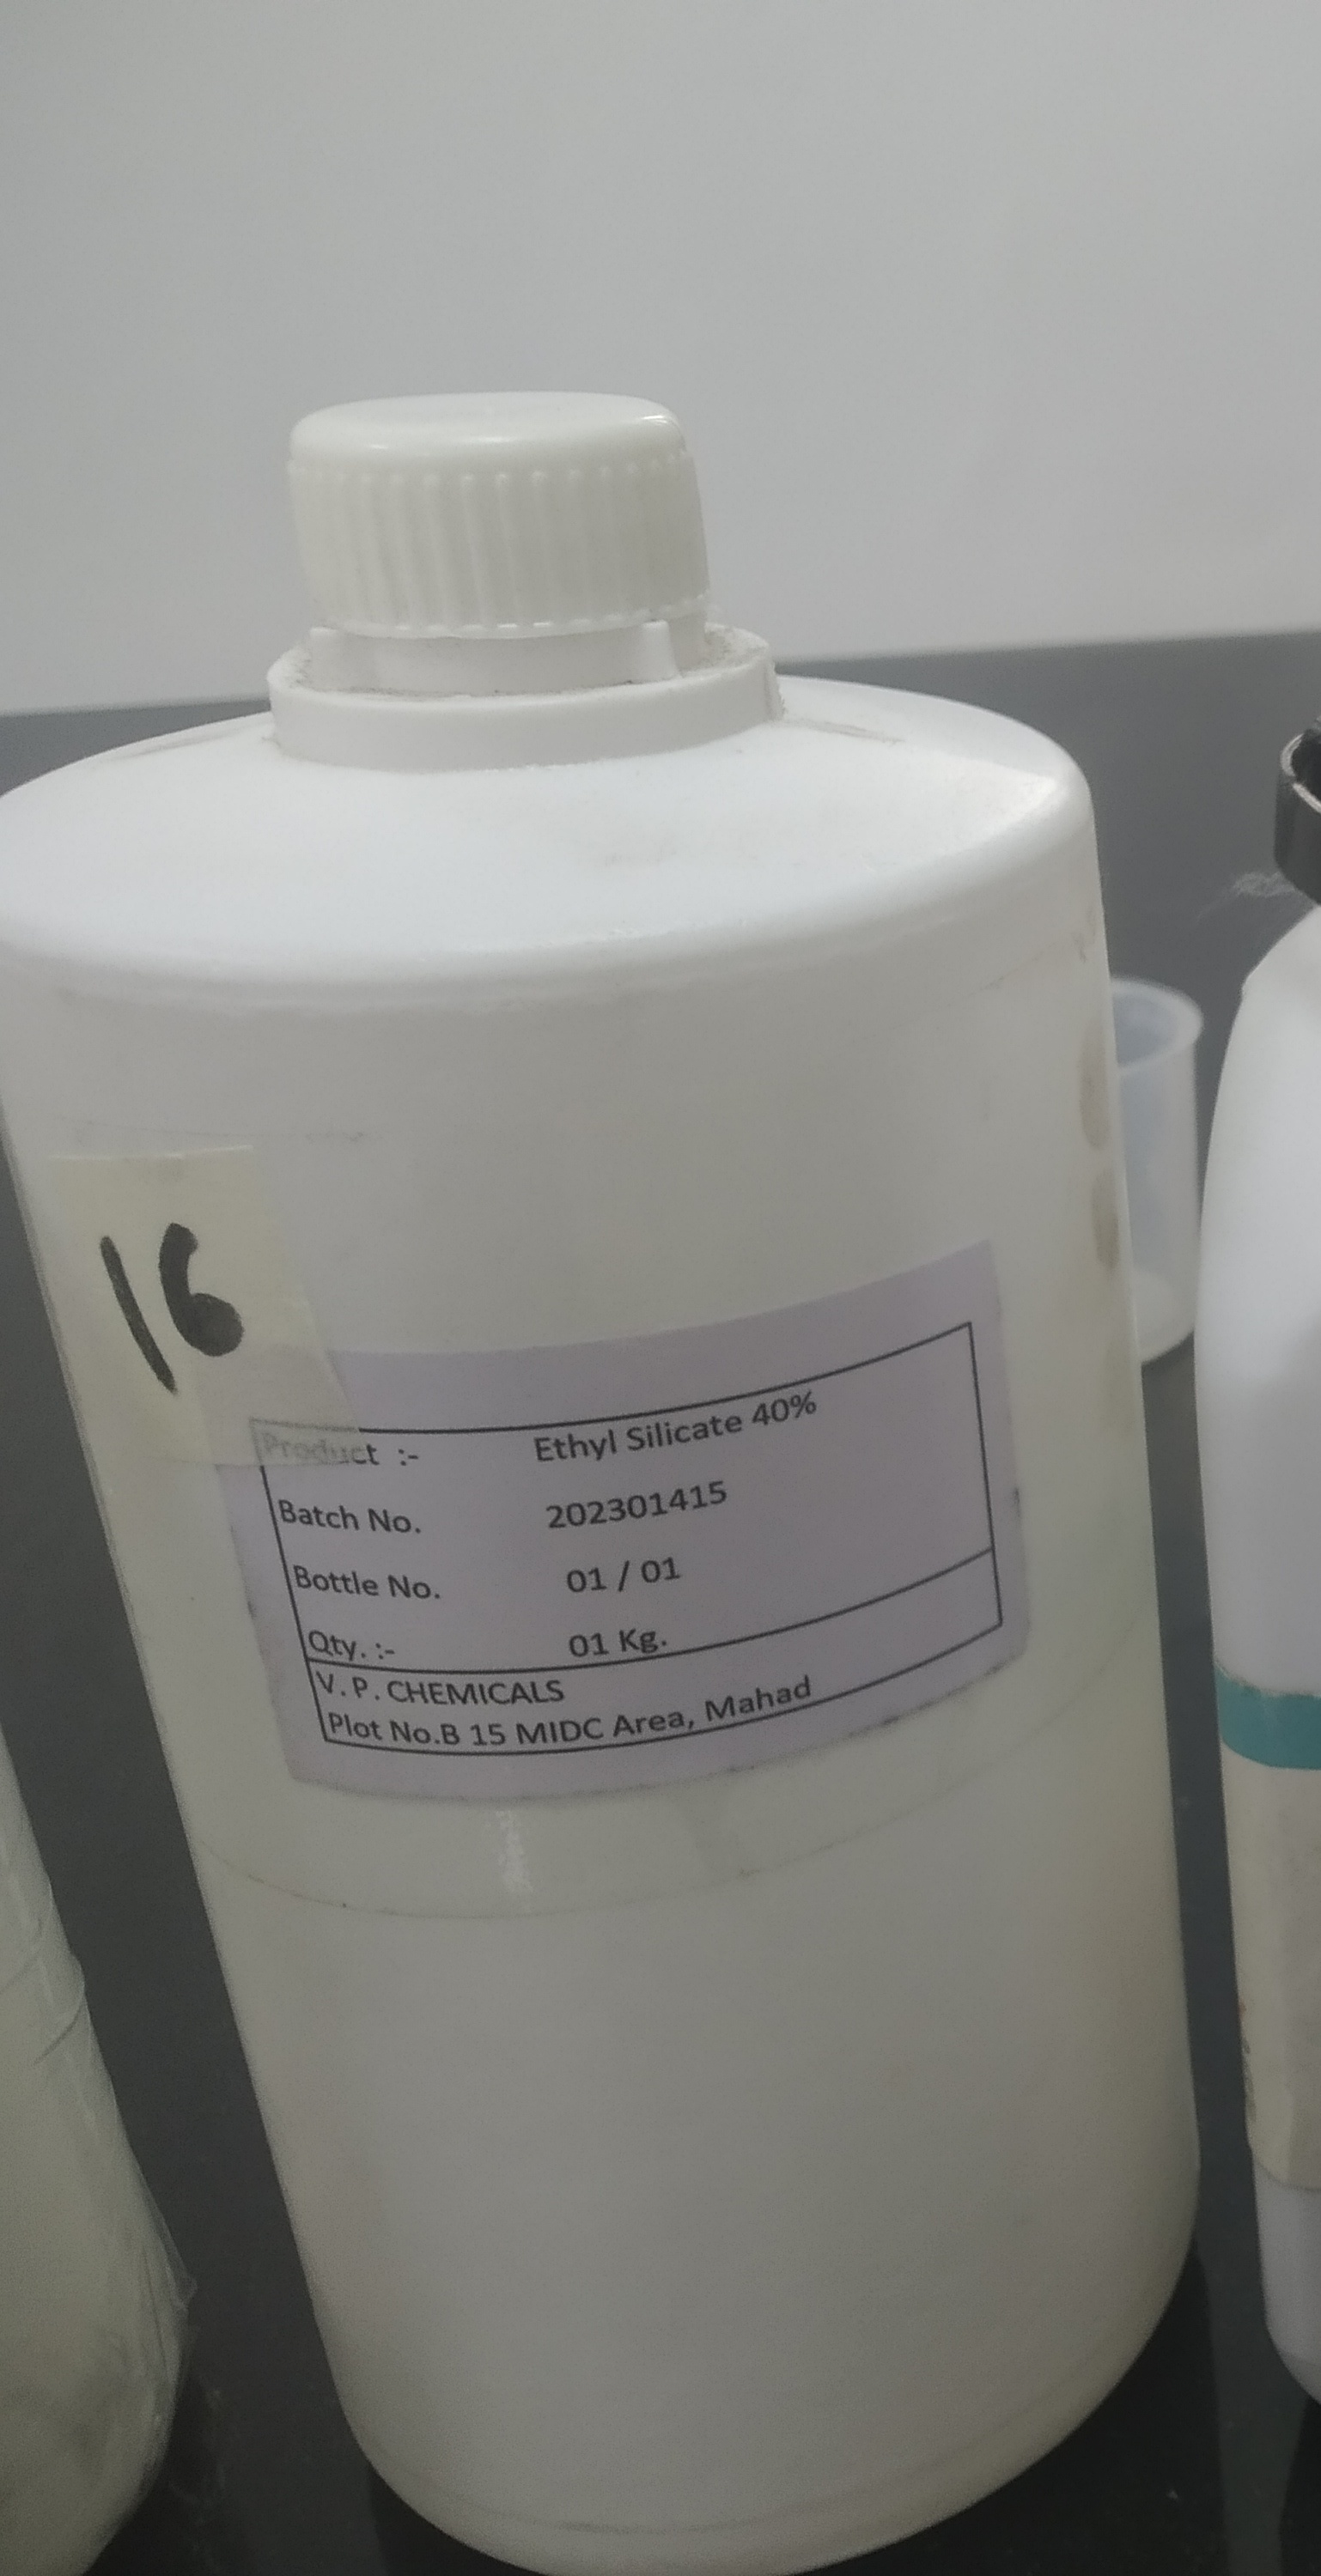 16
Product :- Ethyl Silicate 40%
Batch No. 202301415
Bottle No. 01 / 01
Qty. :- 01 Kg.
V. P. CHEMICALS
Plot No.B 15 MIDC Area, Mahad